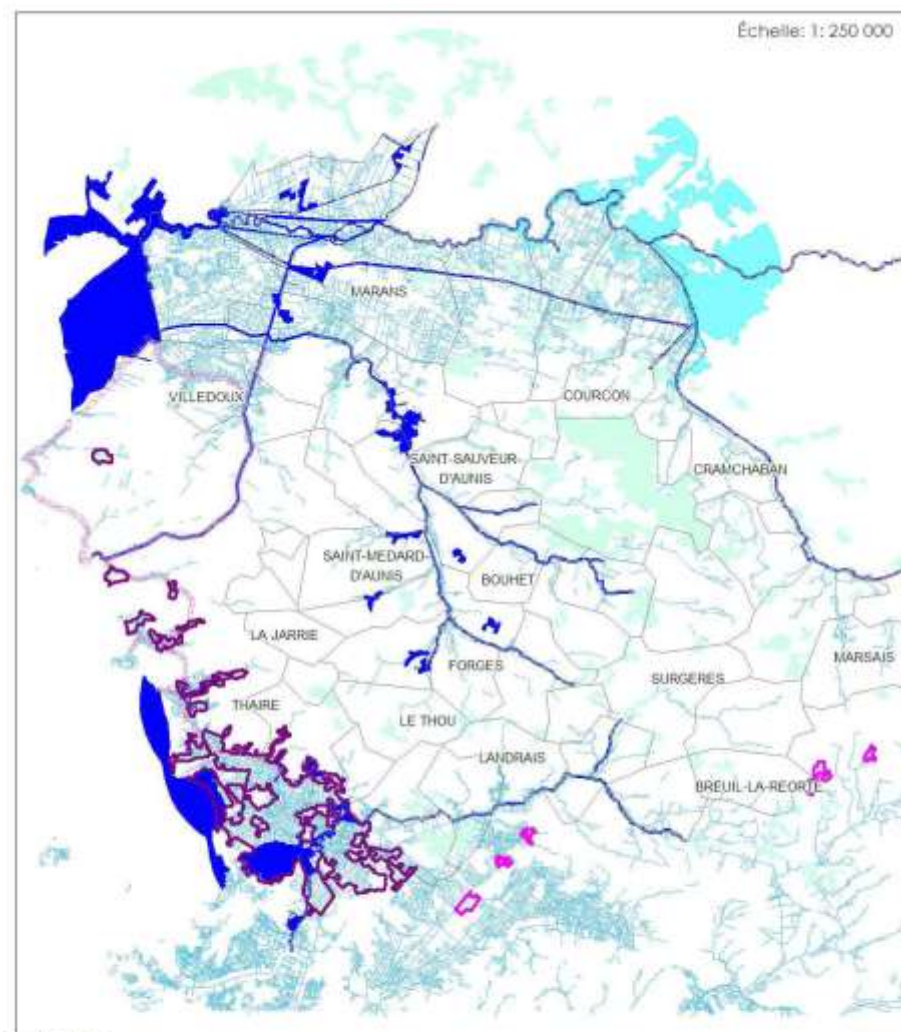 Échelle: 1: 250 000
MARANS
VILLEDOUX
COURCON
SAINT-SAUVEUR-
D'AUNIS
CRAMCHABAN
SAINT-MEDARD-
D'AUNIS
BOUHET
LA JARRIE
FORGES
MARSAIS
SURGERES
THAIRE
LE THOU
LANDRAIS
BREUIL-LA-REORTE